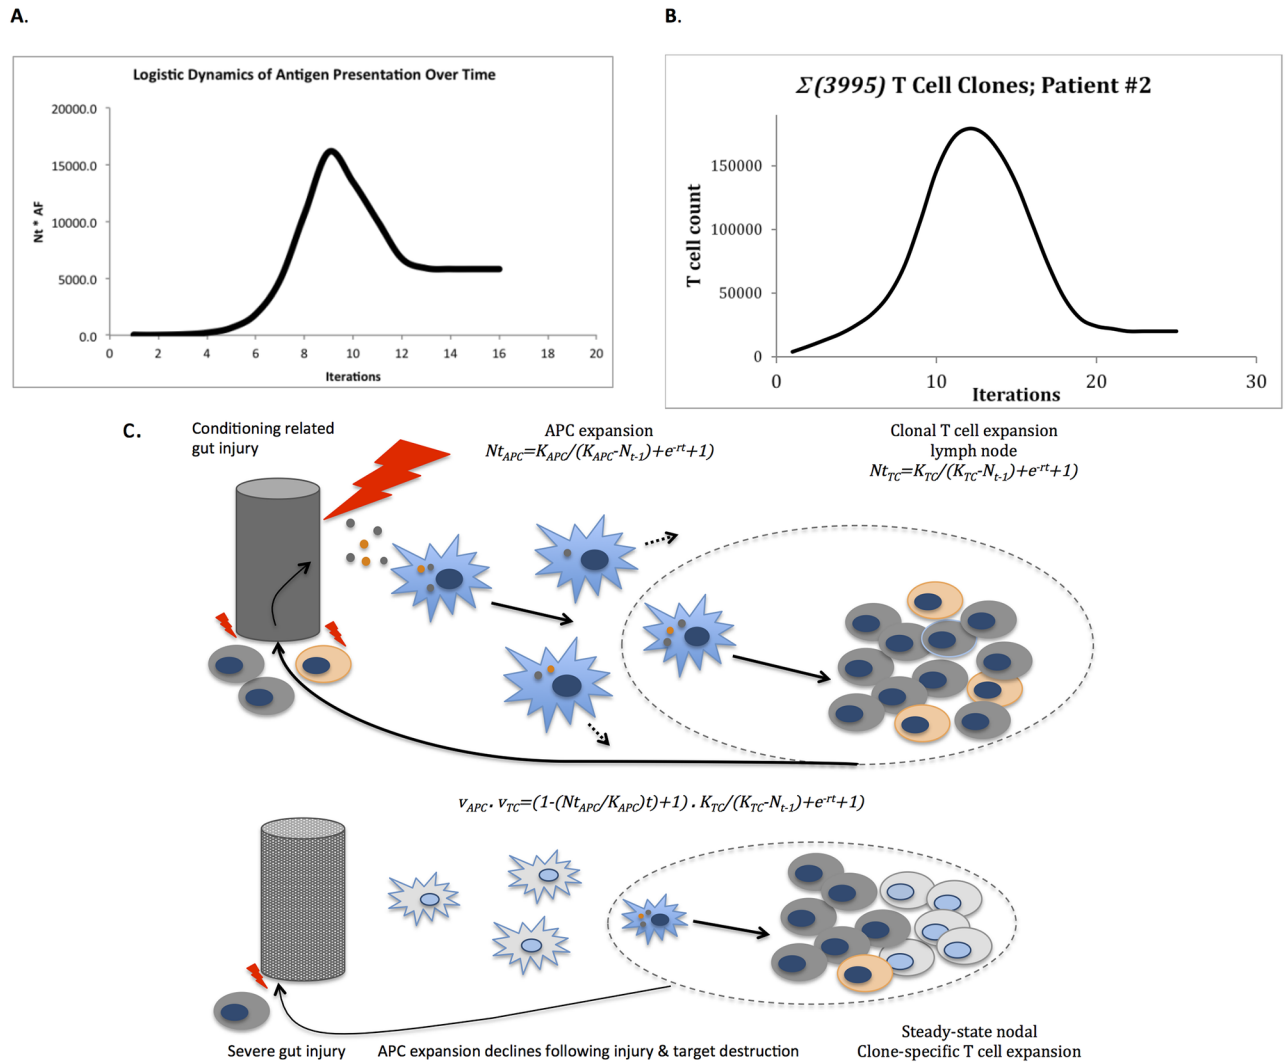 A.
B.
Logistic Dynamics of Antigen Presentation Over Time
Nt * AF
20000.0
15000.0
10000.0
5000.0
0.0
0 2 4 6 8 10 12 14 16 18 20
Iterations
Σ(3995) T Cell Clones; Patient #2
T cell count
150000
100000
50000
0
0 10 20 30
Iterations
C.
Conditioning related
gut injury
APC expansion
Nt_APC=K_APC/(K_APC-N_t-1)+e^-rt+1)
Clonal T cell expansion
lymph node
Nt_TC=K_TC/(K_TC-N_t-1)+e^-rt+1)
v_APC . v_TC=(1-(Nt_APC/K_APC)t)+1) . K_TC/(K_TC-N_t-1)+e^-rt+1)
Severe gut injury
APC expansion declines following injury & target destruction
Steady-state nodal
Clone-specific T cell expansion